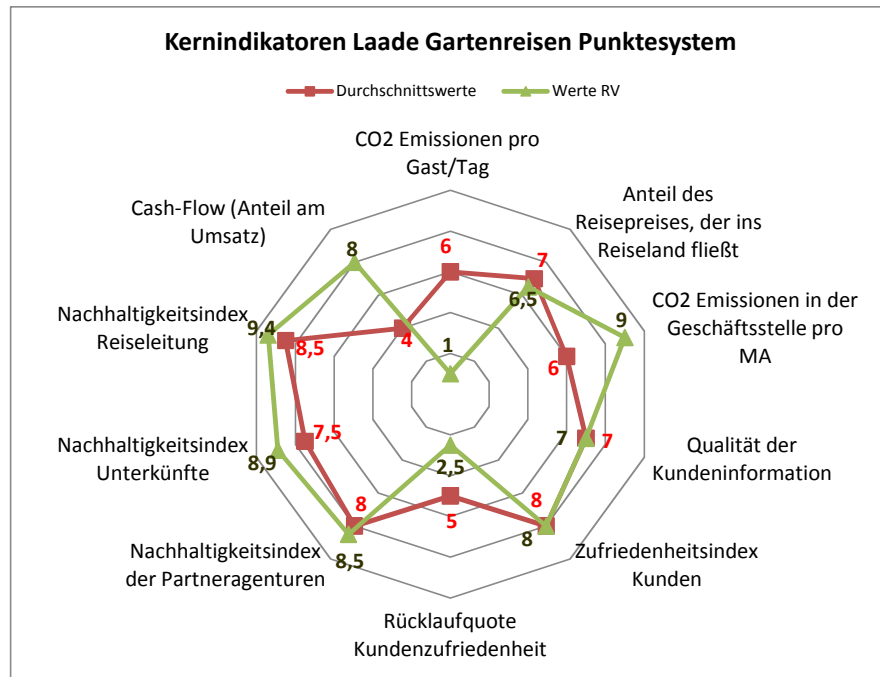 Kernindikatoren Laade Gartenreisen Punktesystem
Durchschnittswerte
Werte RV
CO2 Emissionen pro
Gast/Tag
Anteil des
Reisepreises, der ins
Reiseland fließt
CO2 Emissionen in der
Geschäftsstelle pro
MA
Qualität der
Kundeninformation
Zufriedenheitsindex
Kunden
Rücklaufquote
Kundenzufriedenheit
Nachhaltigkeitsindex
der Partneragenturen
Nachhaltigkeitsindex
Unterkünfte
Nachhaltigkeitsindex
Reiseleitung
Cash-Flow (Anteil am
Umsatz)
6
7
6
7
8
5
8
7,5
8,5
4
1
6,5
9
7
8
2,5
8,5
8,9
9,4
8